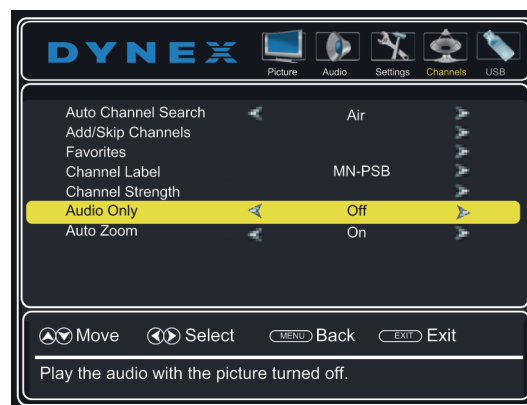 DYNEX
Picture Audio Settings Channels USB
Auto Channel Search Air
Add/Skip Channels
Favorites
Channel Label MN-PSB
Channel Strength
Audio Only Off
Auto Zoom On
Move Select MENU Back EXIT Exit
Play the audio with the picture turned off.